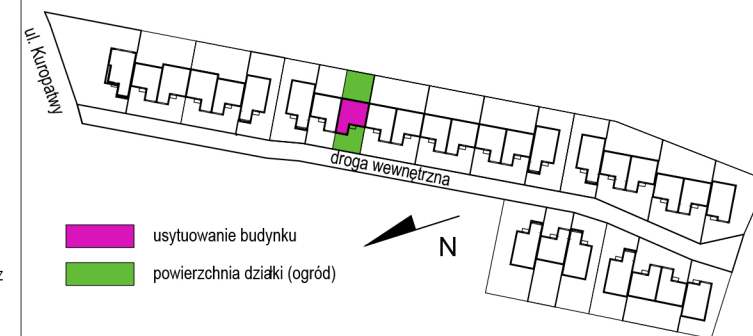 ul. Kuropatwy
droga wewnętrzna
usytuowanie budynku
N
powierzchnia działki (ogród)
z